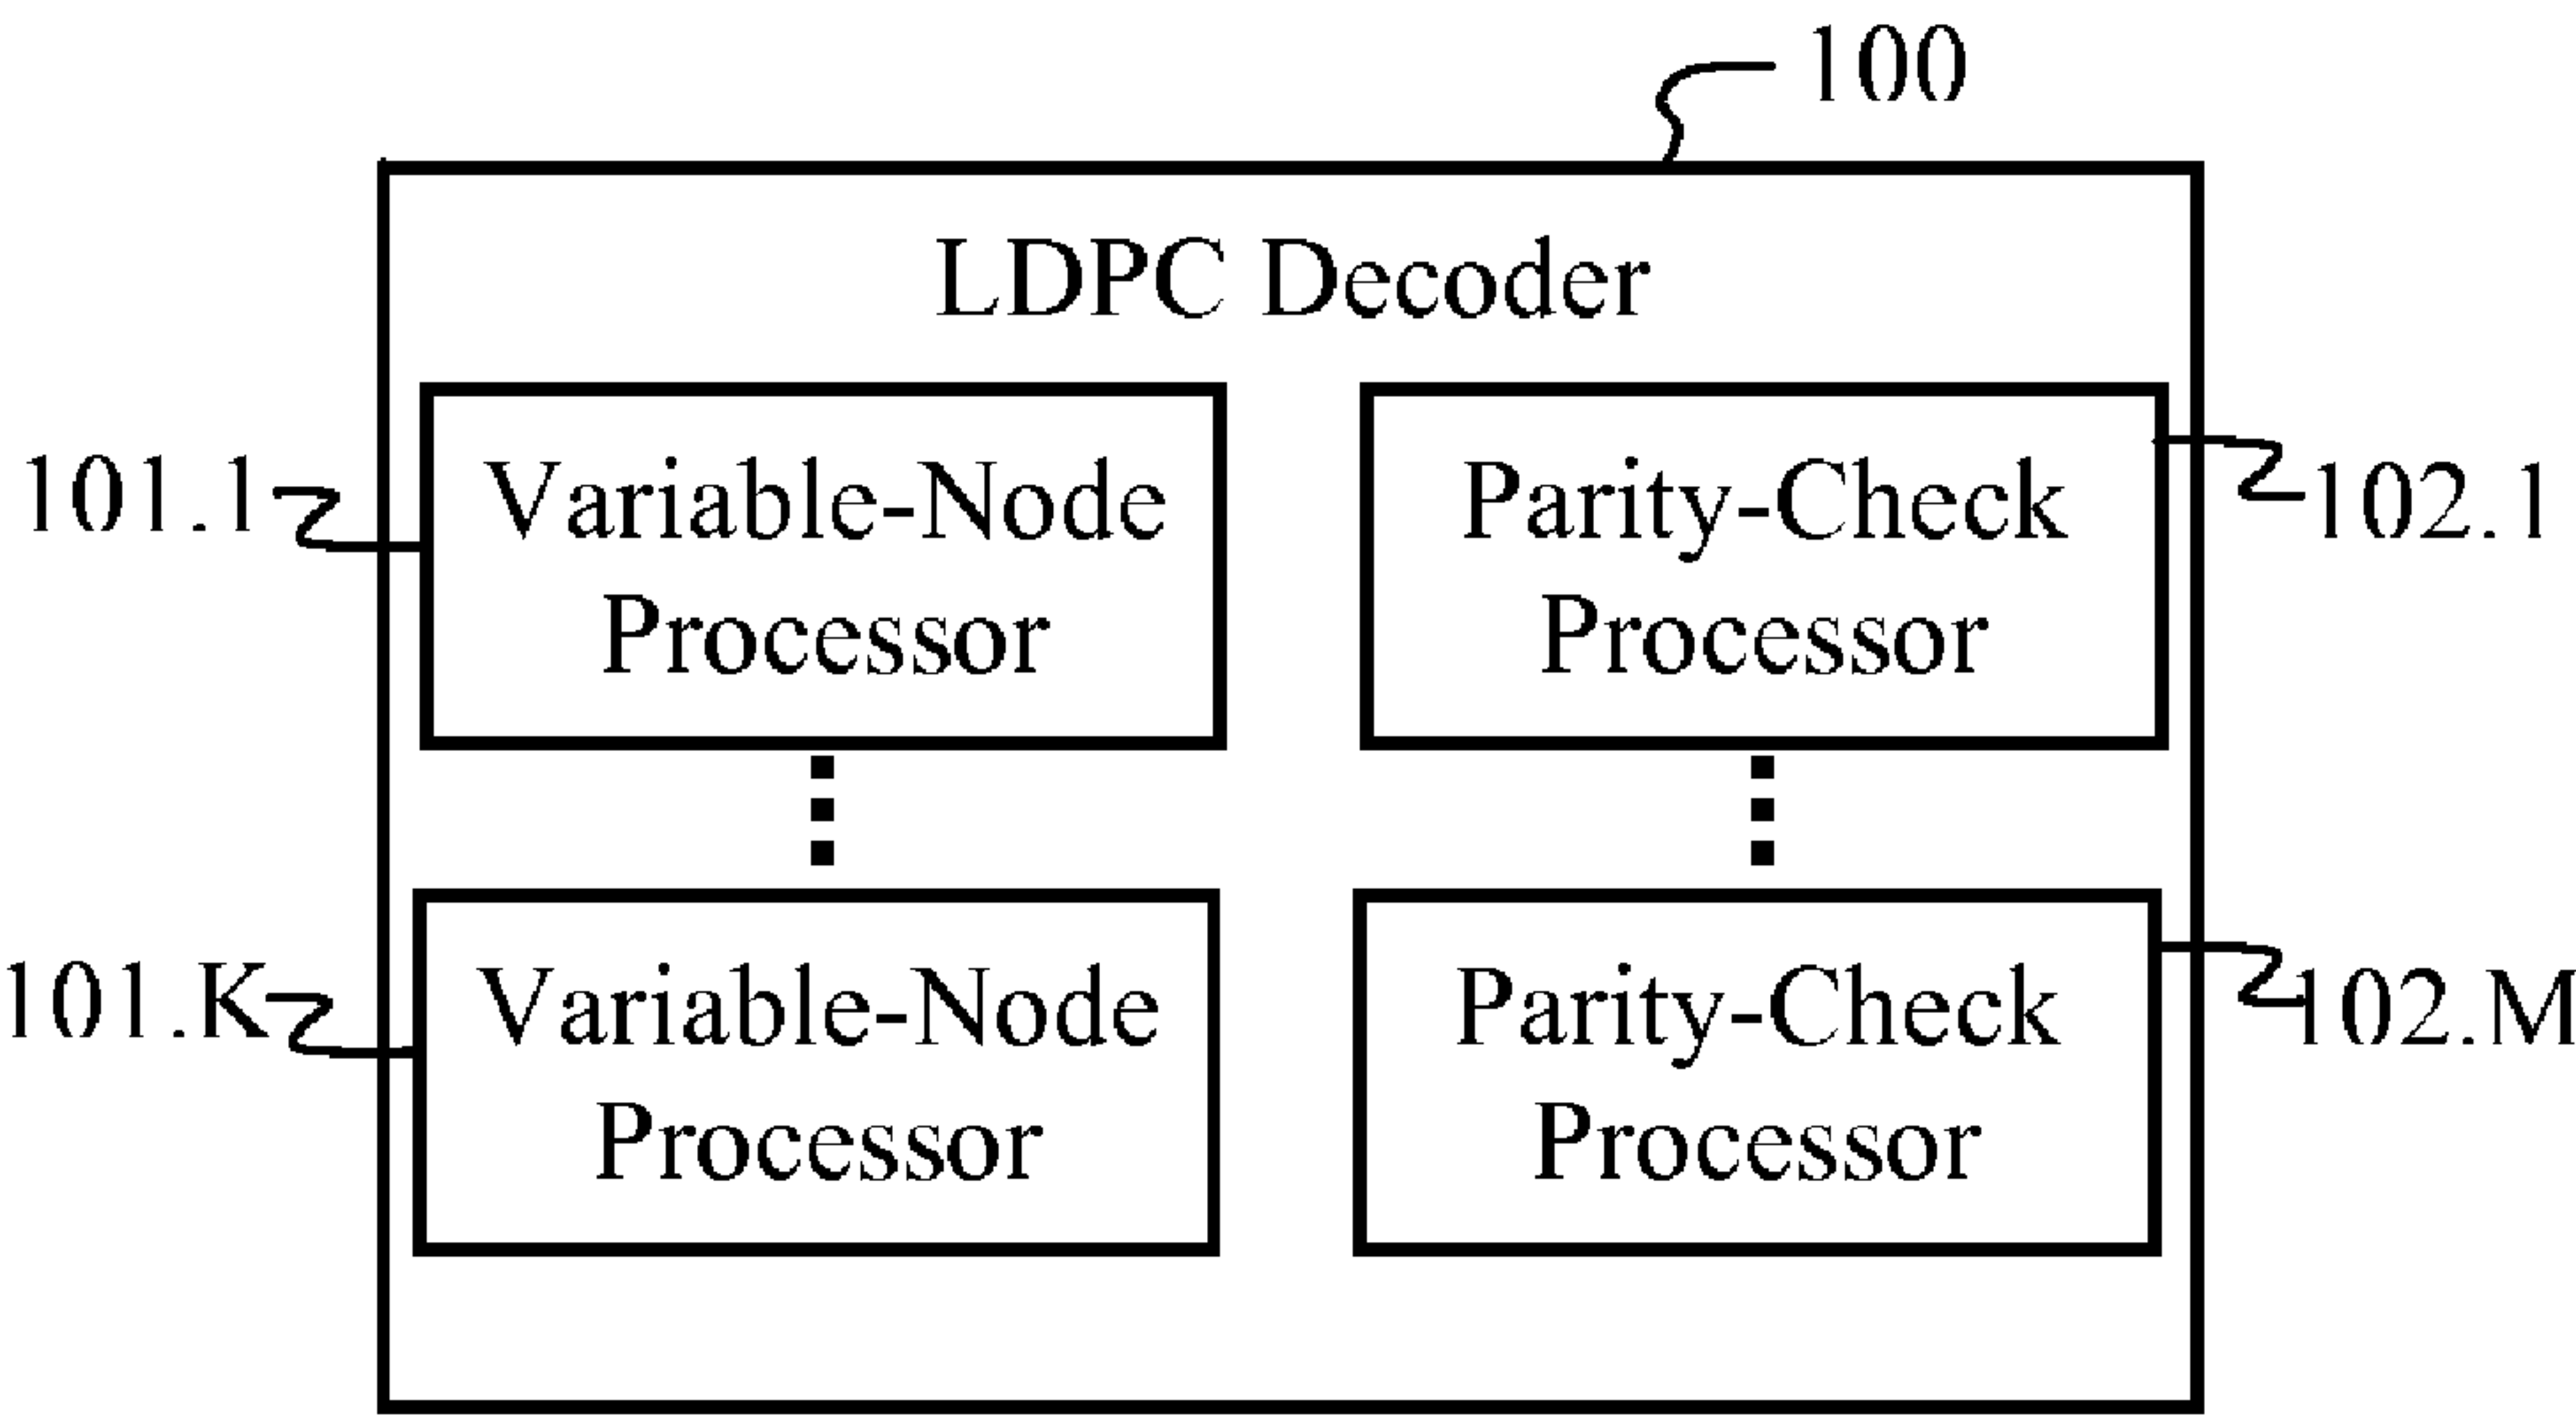 100
LDPC Decoder
101.1
Variable-Node
Processor
Parity-Check
Processor
102.1
101.K
Variable-Node
Processor
Parity-Check
Processor
102.M